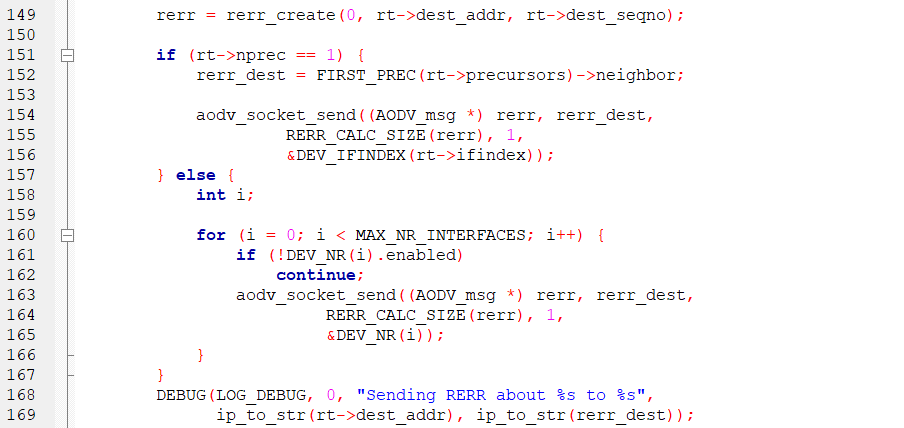 149 rerr = rerr_create(0, rt->dest_addr, rt->dest_seqno);
150
151 if (rt->nprec == 1) {
152 rerr_dest = FIRST_PREC(rt->precursors)->neighbor;
153
154 aodv_socket_send((AODV_msg *) rerr, rerr_dest,
155 RERR_CALC_SIZE(rerr), 1,
156 &DEV_IFINDEX(rt->ifindex));
157 } else {
158 int i;
159
160 for (i = 0; i < MAX_NR_INTERFACES; i++) {
161 if (!DEV_NR(i).enabled)
162 continue;
163 aodv_socket_send((AODV_msg *) rerr, rerr_dest,
164 RERR_CALC_SIZE(rerr), 1,
165 &DEV_NR(i));
166 }
167 }
168 DEBUG(LOG_DEBUG, 0, "Sending RERR about %s to %s",
169 ip_to_str(rt->dest_addr), ip_to_str(rerr_dest));